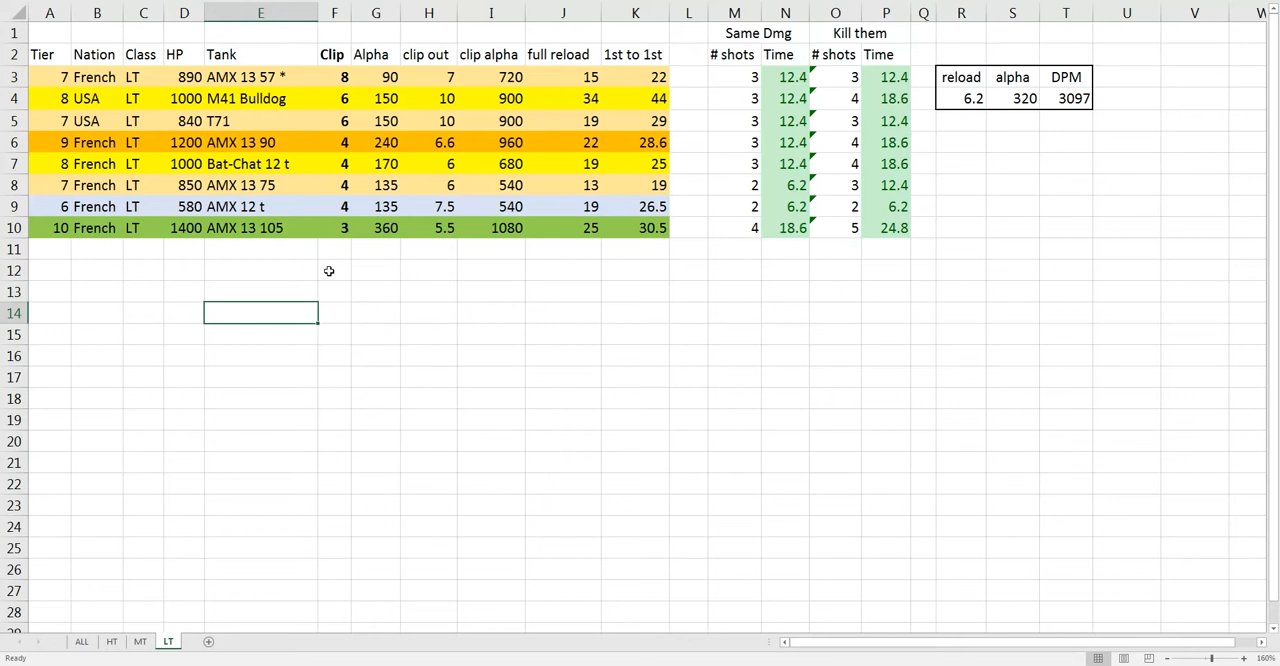 A B C D E F G H I J K L M N O P Q R S T U V W
1 Same Dmg Kill them
2 Tier Nation Class HP Tank Clip Alpha clip out clip alpha full reload 1st to 1st # shots Time # shots Time
3 7 French LT 890 AMX 13 57 * 8 90 7 720 15 22 3 12.4 3 12.4 reload alpha DPM
4 8 USA LT 1000 M41 Bulldog 6 150 10 900 34 44 3 12.4 4 18.6 6.2 320 3097
5 7 USA LT 840 T71 6 150 10 900 19 29 3 12.4 3 12.4
6 9 French LT 1200 AMX 13 90 4 240 6.6 960 22 28.6 3 12.4 4 18.6
7 8 French LT 1000 Bat-Chat 12 t 4 170 6 680 19 25 3 12.4 4 18.6
8 7 French LT 850 AMX 13 75 4 135 6 540 13 19 2 6.2 3 12.4
9 6 French LT 580 AMX 12 t 4 135 7.5 540 19 26.5 2 6.2 2 6.2
10 10 French LT 1400 AMX 13 105 3 360 5.5 1080 25 30.5 4 18.6 5 24.8
11
12
13
14
15
16
17
18
19
20
21
22
23
24
25
26
27
28
29
ALL HT MT LT
Ready 160%